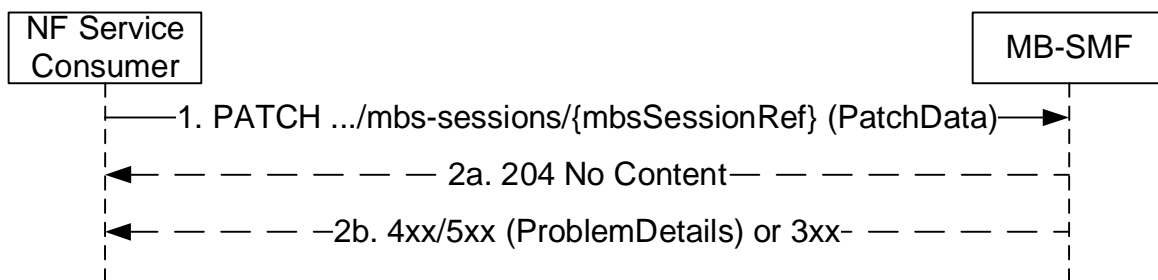 NF Service
Consumer
MB-SMF
1. PATCH .../mbs-sessions/{mbsSessionRef} (PatchData)
2a. 204 No Content
2b. 4xx/5xx (ProblemDetails) or 3xx